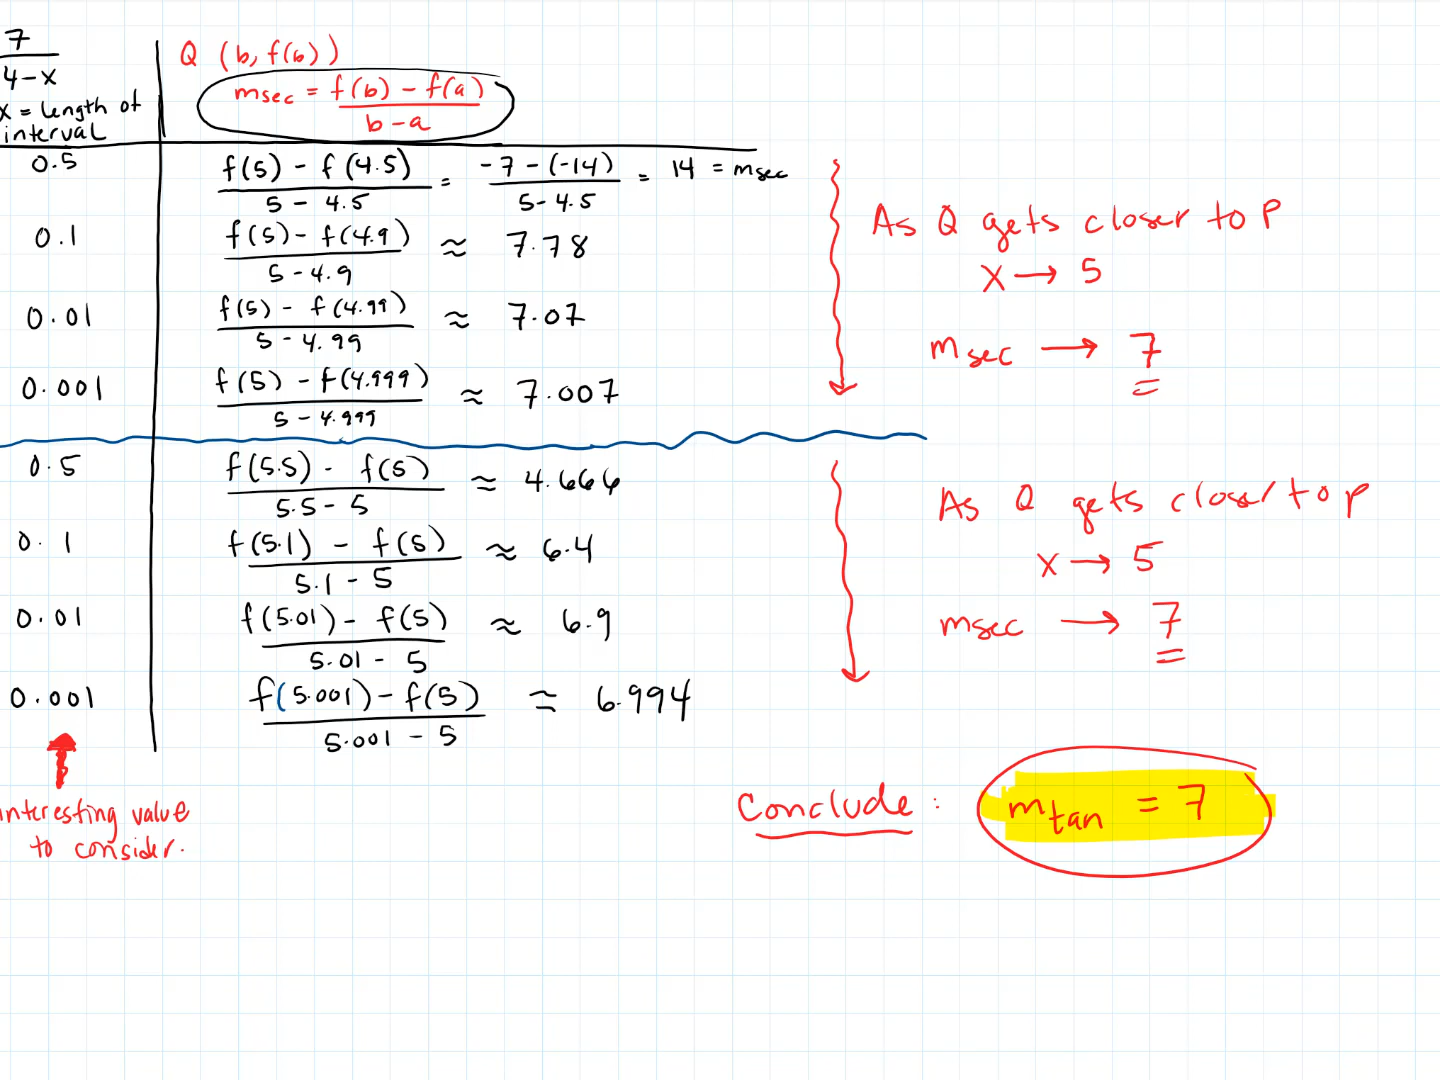 7
4-x
x = length of
interval
Q (b, f(b))
msec = f(b) - f(a)
b-a
0.5
f(5) - f(4.5) = -7-(-14) = 14 = msec
5 - 4.5 5-4.5
0.1
f(5) - f(4.9) ≈ 7.78
5 - 4.9
0.01
f(5) - f(4.99) ≈ 7.07
5 - 4.99
0.001
f(5) - f(4.999) ≈ 7.007
5 - 4.999
As Q gets closer to P
x → 5
msec → 7
0.5
f(5.5) - f(5) ≈ 4.666
5.5 - 5
0.1
f(5.1) - f(5) ≈ 6.4
5.1 - 5
0.01
f(5.01) - f(5) ≈ 6.9
5.01 - 5
0.001
f(5.001) - f(5) ≈ 6.994
5.001 - 5
As Q gets closer to P
x → 5
msec → 7
interesting value
to consider.
Conclude : mtan = 7